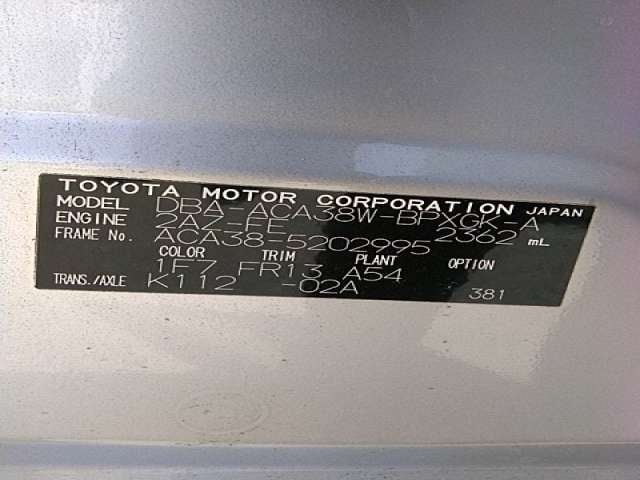 TOYOTA MOTOR CORPORATION JAPAN
MODEL DBA-ACA38W-BPXGK-A
ENGINE 2AZ-FE 2362 mL
FRAME No. ACA38-5202995
COLOR TRIM PLANT OPTION
1F7 FR13 A54
TRANS./AXLE K112 -02A 381